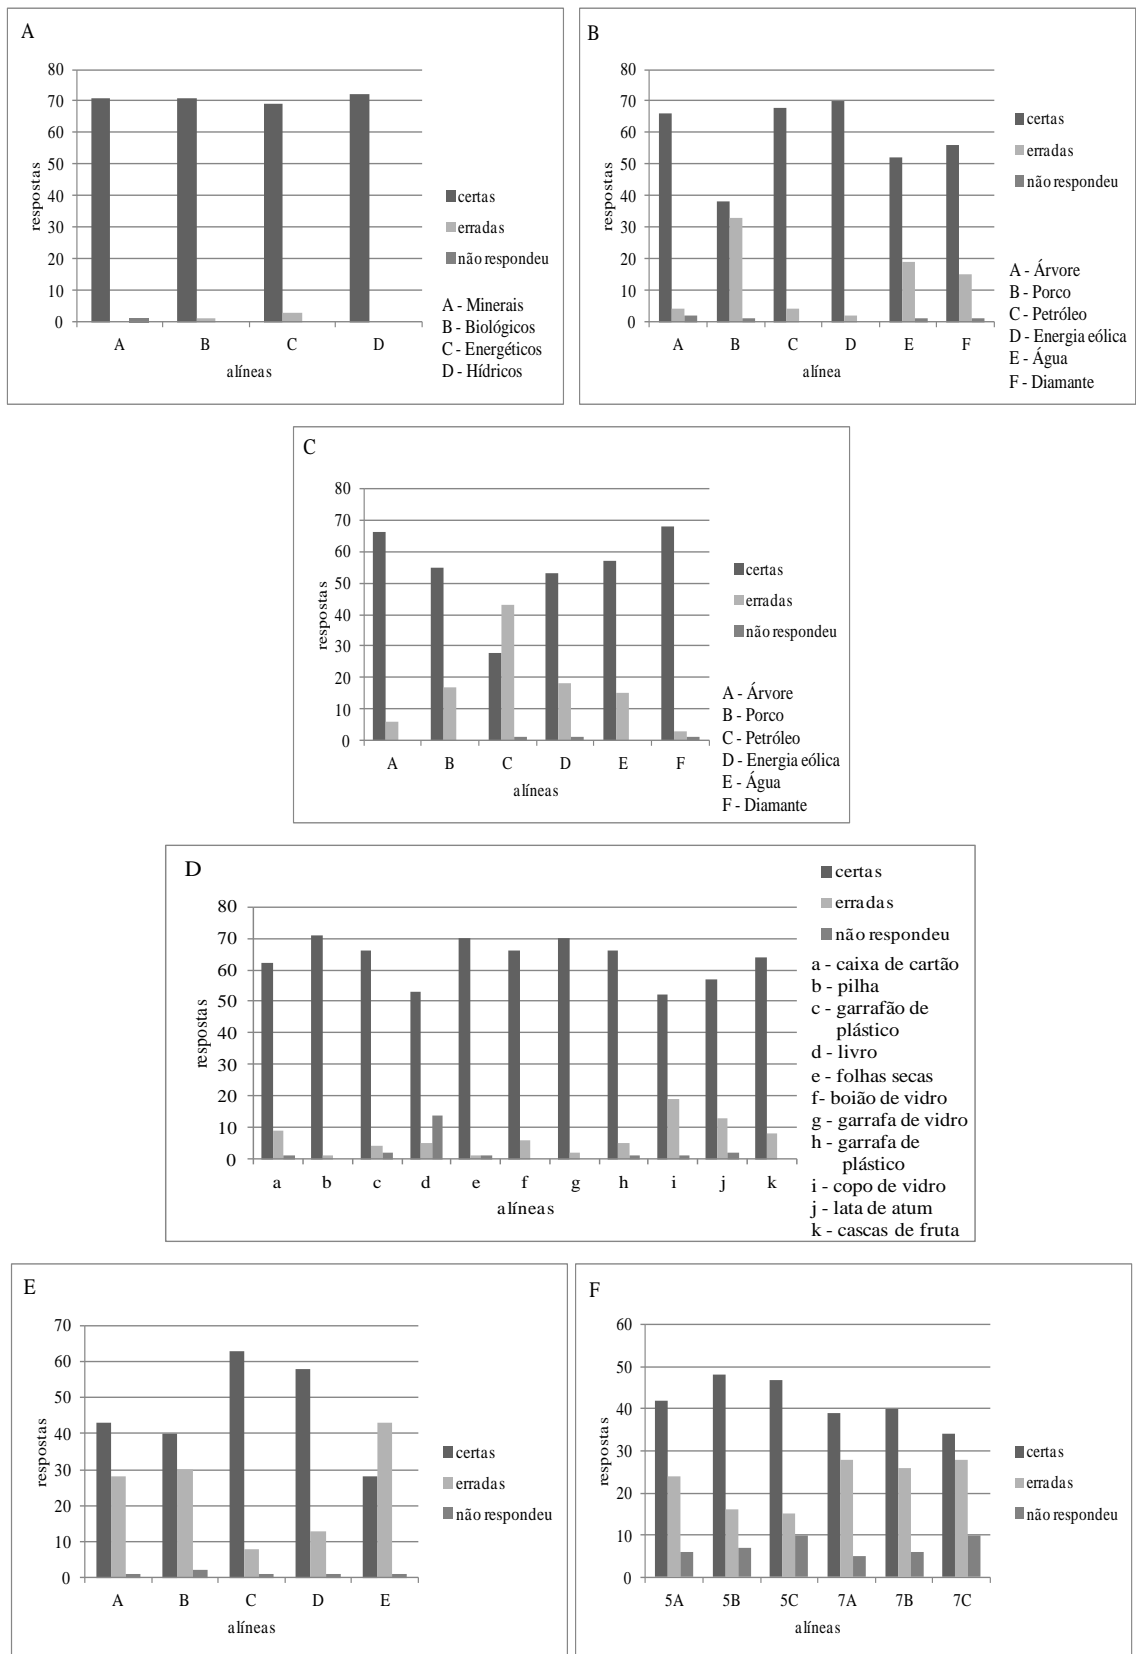 A
80
70
60
50
40
30
20
10
0
respostas
A B C D
alíneas
certas
erradas
não respondeu
A - Minerais
B - Biológicos
C - Energéticos
D - Hídricos
B
80
70
60
50
40
30
20
10
0
respostas
A B C D E F
alínea
certas
erradas
não respondeu
A - Árvore
B - Porco
C - Petróleo
D - Energia eólica
E - Água
F - Diamante
C
80
70
60
50
40
30
20
10
0
respostas
A B C D E F
alíneas
certas
erradas
não respondeu
A - Árvore
B - Porco
C - Petróleo
D - Energia eólica
E - Água
F - Diamante
D
80
70
60
50
40
30
20
10
0
respostas
a b c d e f g h i j k
alíneas
certas
erradas
não respondeu
a - caixa de cartão
b - pilha
c - garrafão de
plástico
d - livro
e - folhas secas
f- boião de vidro
g - garrafa de vidro
h - garrafa de
plástico
i - copo de vidro
j - lata de atum
k - cascas de fruta
E
70
60
50
40
30
20
10
0
respostas
A B C D E
alíneas
certas
erradas
não respondeu
F
60
50
40
30
20
10
0
respostas
5A 5B 5C 7A 7B 7C
alíneas
certas
erradas
não respondeu